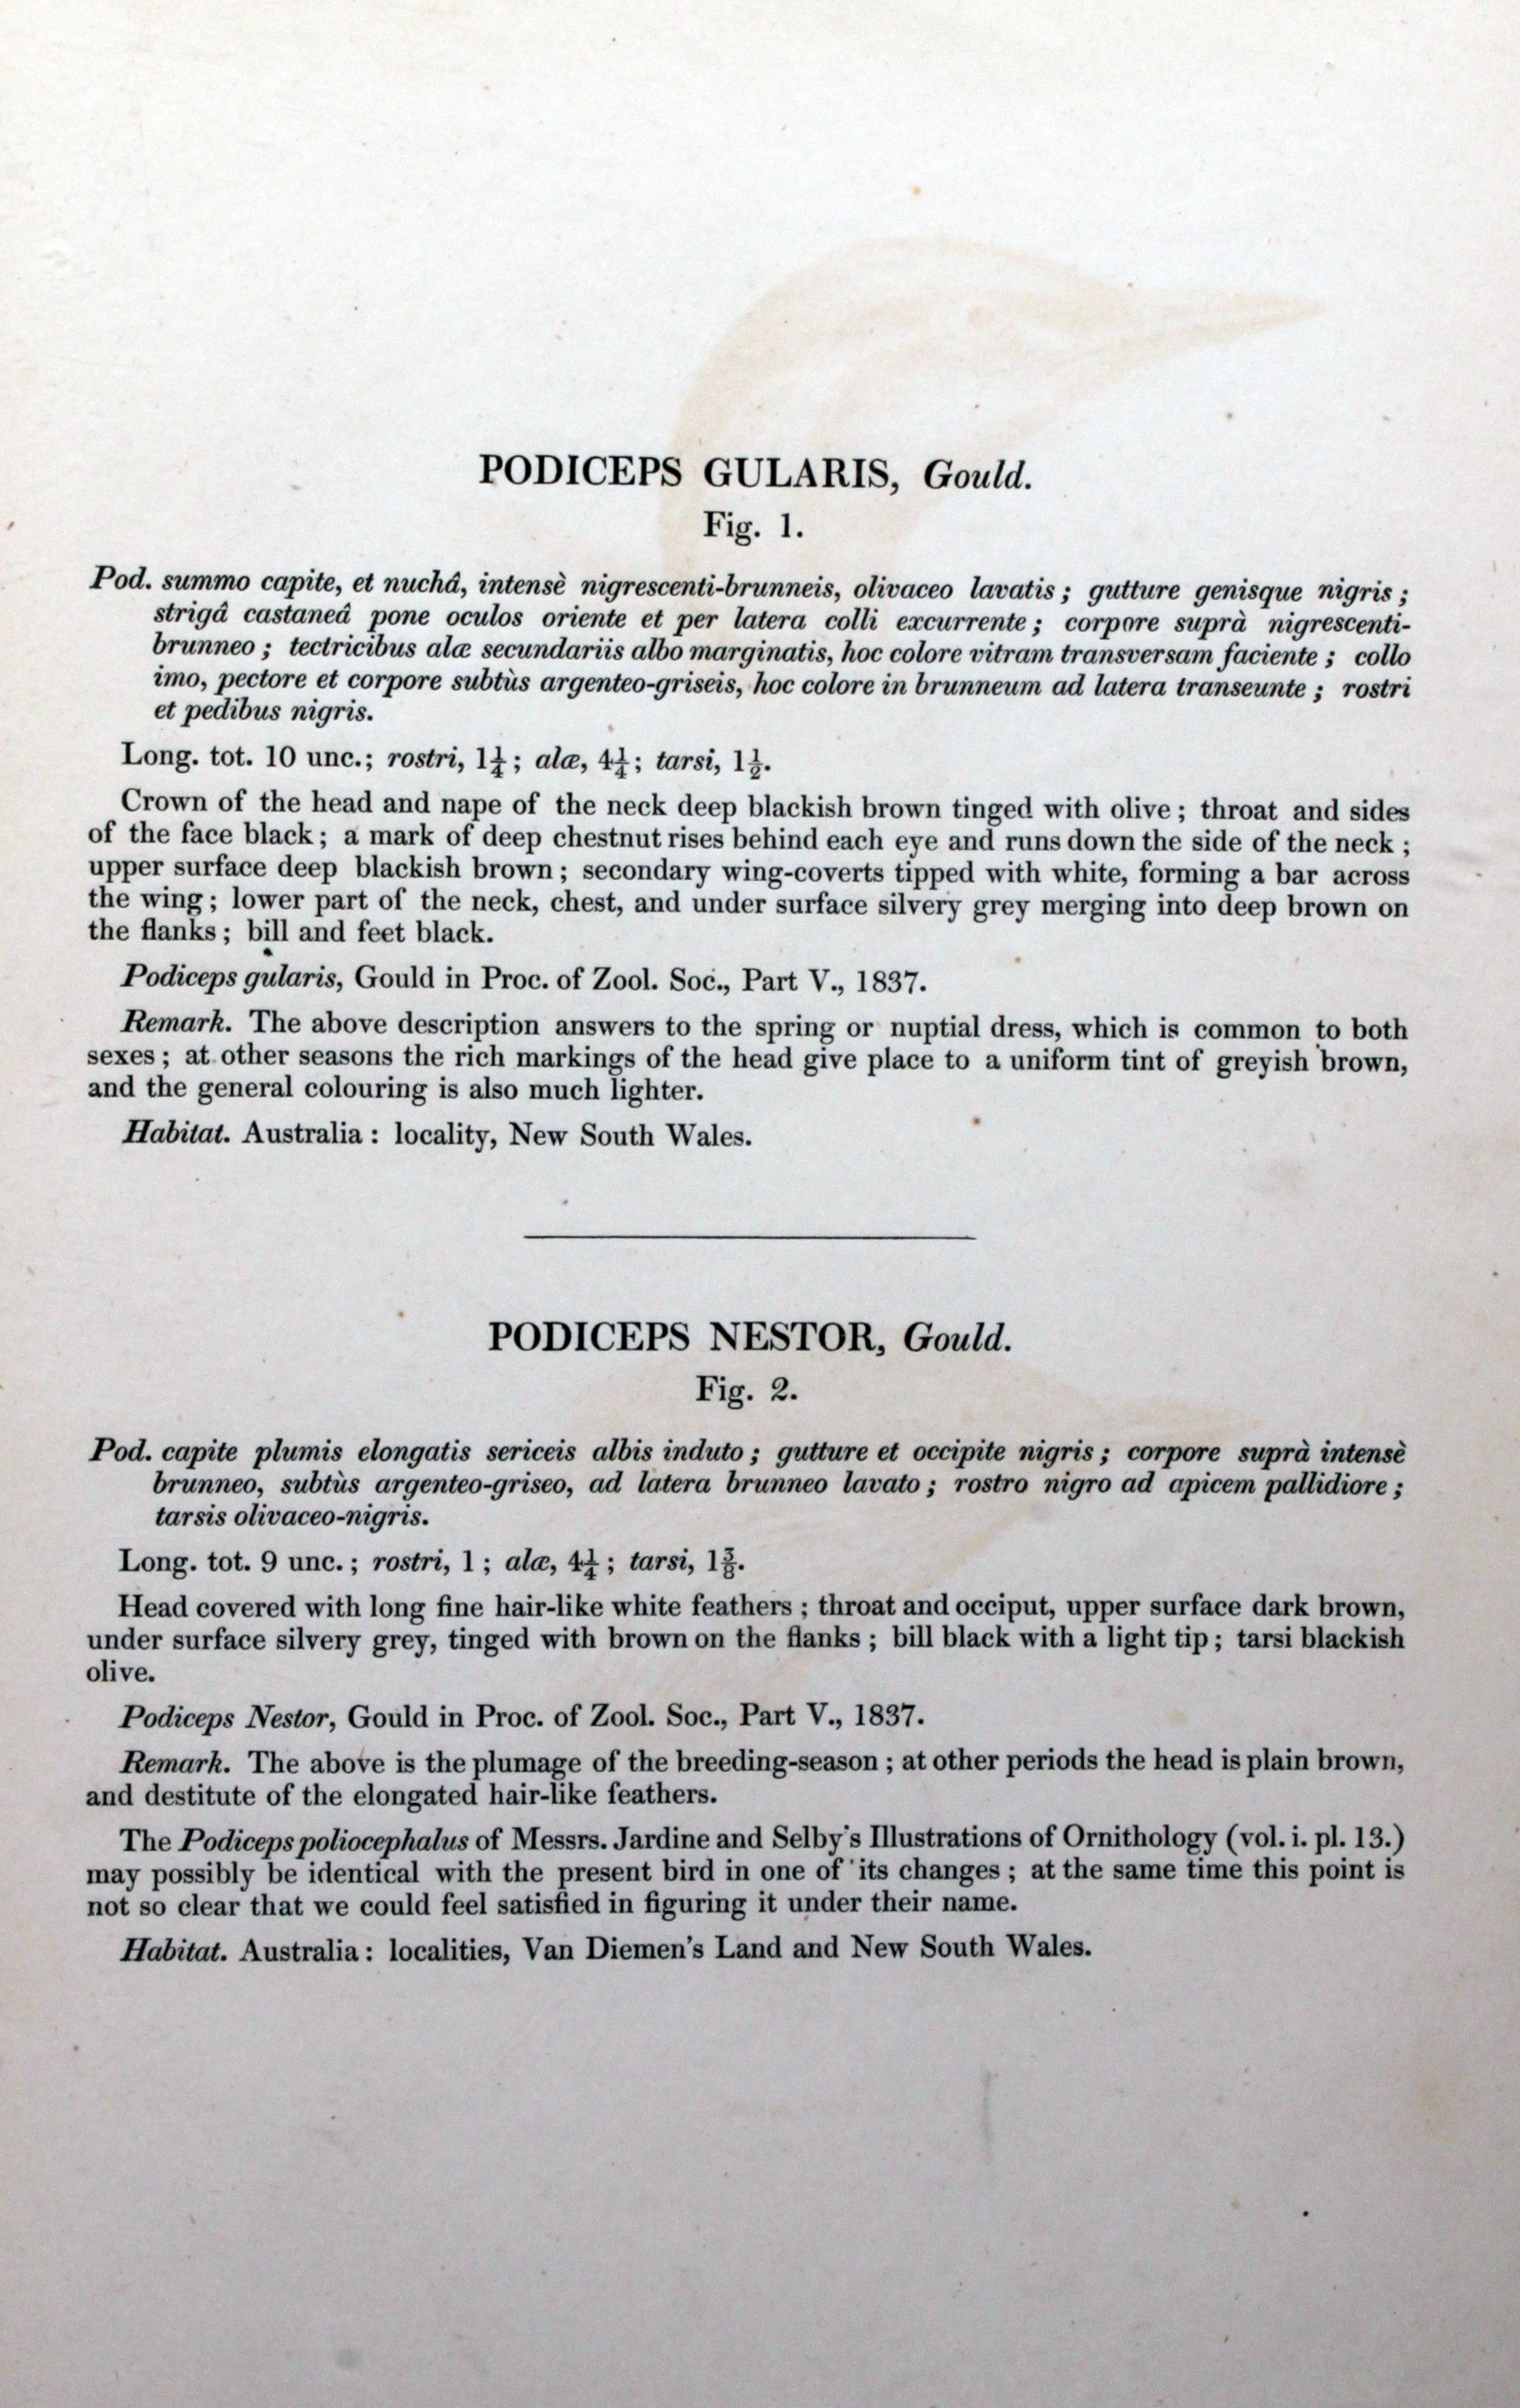 PODICEPS GULARIS, Gould.
Fig. 1.
Pod. summo capite, et nuchâ, intensè nigrescenti-brunneis, olivaceo lavatis; gutture genisque nigris;
strigâ castaneâ pone oculos oriente et per latera colli excurrente; corpore suprà nigrescenti-
brunneo; tectricibus alæ secundariis albo marginatis, hoc colore vitram transversam faciente; collo
imo, pectore et corpore subtùs argenteo-griseis, hoc colore in brunneum ad latera transeunte; rostri
et pedibus nigris.
Long. tot. 10 unc.; rostri, ; alæ, ; tarsi,
Crown of the head and nape of the neck deep blackish brown tinged with olive; throat and sides
of the face black; a mark of deep chestnut rises behind each eye and runs down the side of the neck;
upper surface deep blackish brown; secondary wing-coverts tipped with white, forming a bar across
the wing; lower part of the neck, chest, and under surface silvery grey merging into deep brown on
the flanks; bill and feet black.
Podiceps gularis, Gould in Proc. of Zool. Soc., Part V., 1837.
Remark. The above description answers to the spring or nuptial dress, which is common to both
sexes; at other seasons the rich markings of the head give place to a uniform tint of greyish brown,
and the general colouring is also much lighter.
Habitat. Australia: locality, New South Wales.
PODICEPS NESTOR, Gould.
Fig. 2.
Pod. capite plumis elongatis sericeis albis induto; gutture et occipite nigris; corpore suprà intensè
brunneo, subtùs argenteo-griseo, ad latera brunneo lavato; rostro nigro ad apicem pallidiore;
tarsis olivaceo-nigris.
Long. tot. 9 unc.; rostri, 1; alæ, ; tarsi,
Head covered with long fine hair-like white feathers; throat and occiput, upper surface dark brown,
under surface silvery grey, tinged with brown on the flanks; bill black with a light tip; tarsi blackish
olive.
Podiceps Nestor, Gould in Proc. of Zool. Soc., Part V., 1837.
Remark. The above is the plumage of the breeding-season; at other periods the head is plain brown,
and destitute of the elongated hair-like feathers.
The Podiceps poliocephalus of Messrs. Jardine and Selby's Illustrations of Ornithology (vol. i. pl. 13.)
may possibly be identical with the present bird in one of its changes; at the same time this point is
not so clear that we could feel satisfied in figuring it under their name.
Habitat. Australia: localities, Van Diemen's Land and New South Wales.